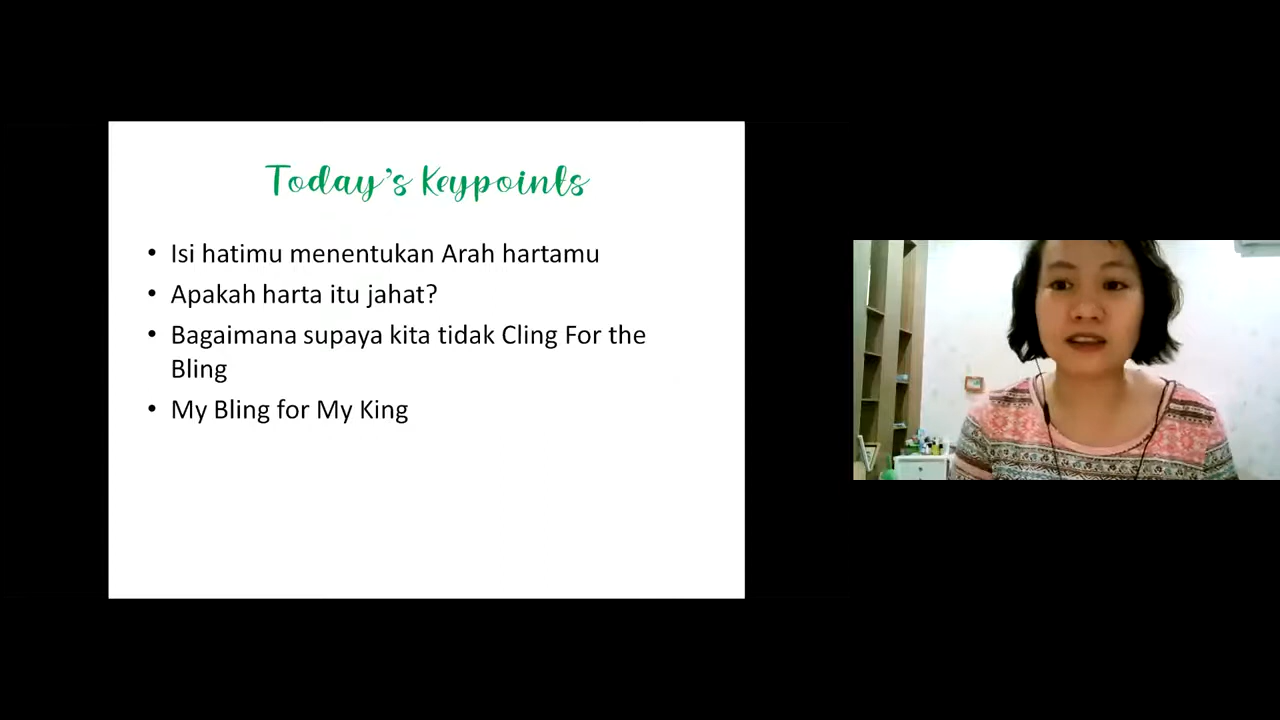 Today's Keypoints
• Isi hatimu menentukan Arah hartamu
• Apakah harta itu jahat?
• Bagaimana supaya kita tidak Cling For the
Bling
• My Bling for My King